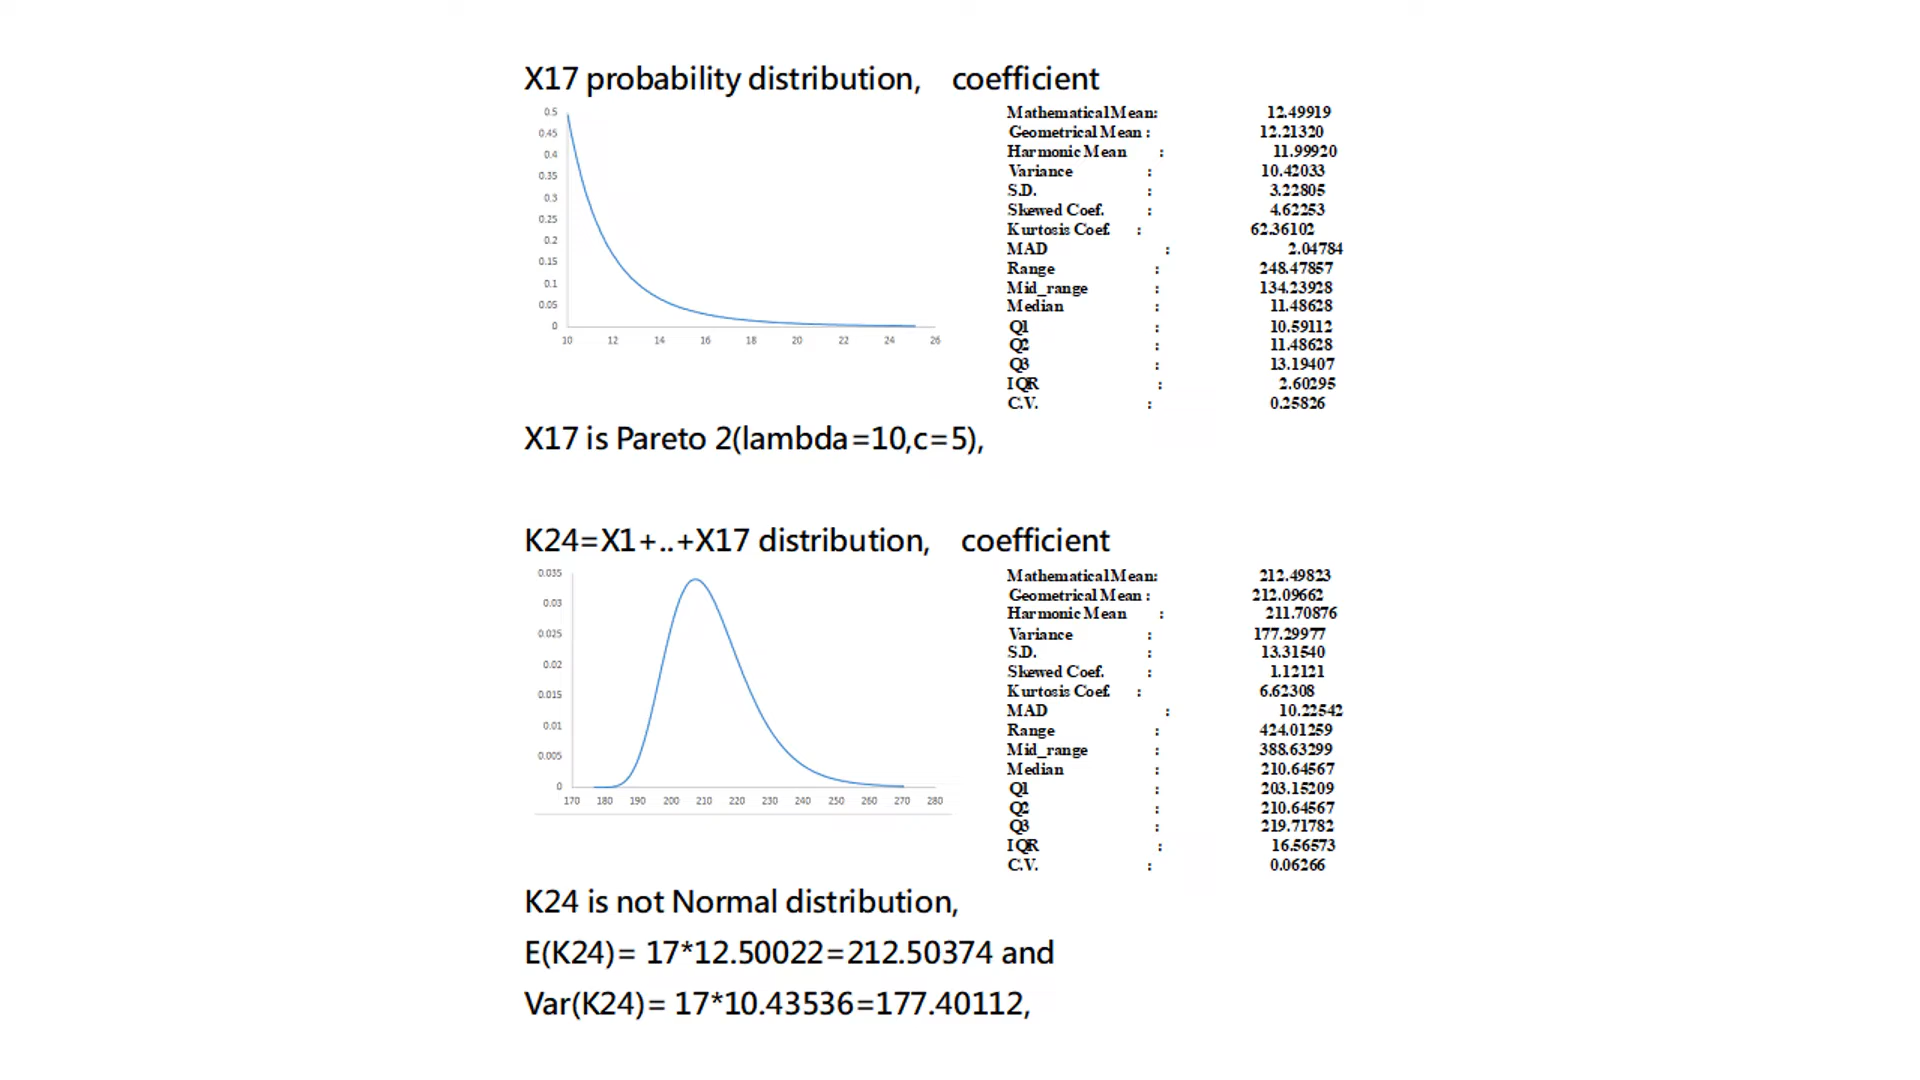 X17 probability distribution, coefficient
0.5
0.45
0.4
0.35
0.3
0.25
0.2
0.15
0.1
0.05
0
10 12 14 16 18 20 22 24 26
Mathematical Mean: 12.49919
Geometrical Mean : 12.21320
Harmonic Mean : 11.99920
Variance : 10.42033
S.D. : 3.22805
Skewed Coef. : 4.62253
Kurtosis Coef. : 62.36102
MAD : 2.04784
Range : 248.47857
Mid_range : 134.23928
Median : 11.48628
Q1 : 10.59112
Q2 : 11.48628
Q3 : 13.19407
IQR : 2.60295
C.V. : 0.25826
X17 is Pareto 2(lambda=10,c=5),
K24=X1+..+X17 distribution, coefficient
0.035
0.03
0.025
0.02
0.015
0.01
0.005
0
170 180 190 200 210 220 230 240 250 260 270 280
Mathematical Mean: 212.49823
Geometrical Mean : 212.09662
Harmonic Mean : 211.70876
Variance : 177.29977
S.D. : 13.31540
Skewed Coef. : 1.12121
Kurtosis Coef. : 6.62308
MAD : 10.22542
Range : 424.01259
Mid_range : 388.63299
Median : 210.64567
Q1 : 203.15209
Q2 : 210.64567
Q3 : 219.71782
IQR : 16.56573
C.V. : 0.06266
K24 is not Normal distribution,
E(K24)= 17*12.50022=212.50374 and
Var(K24)= 17*10.43536=177.40112,